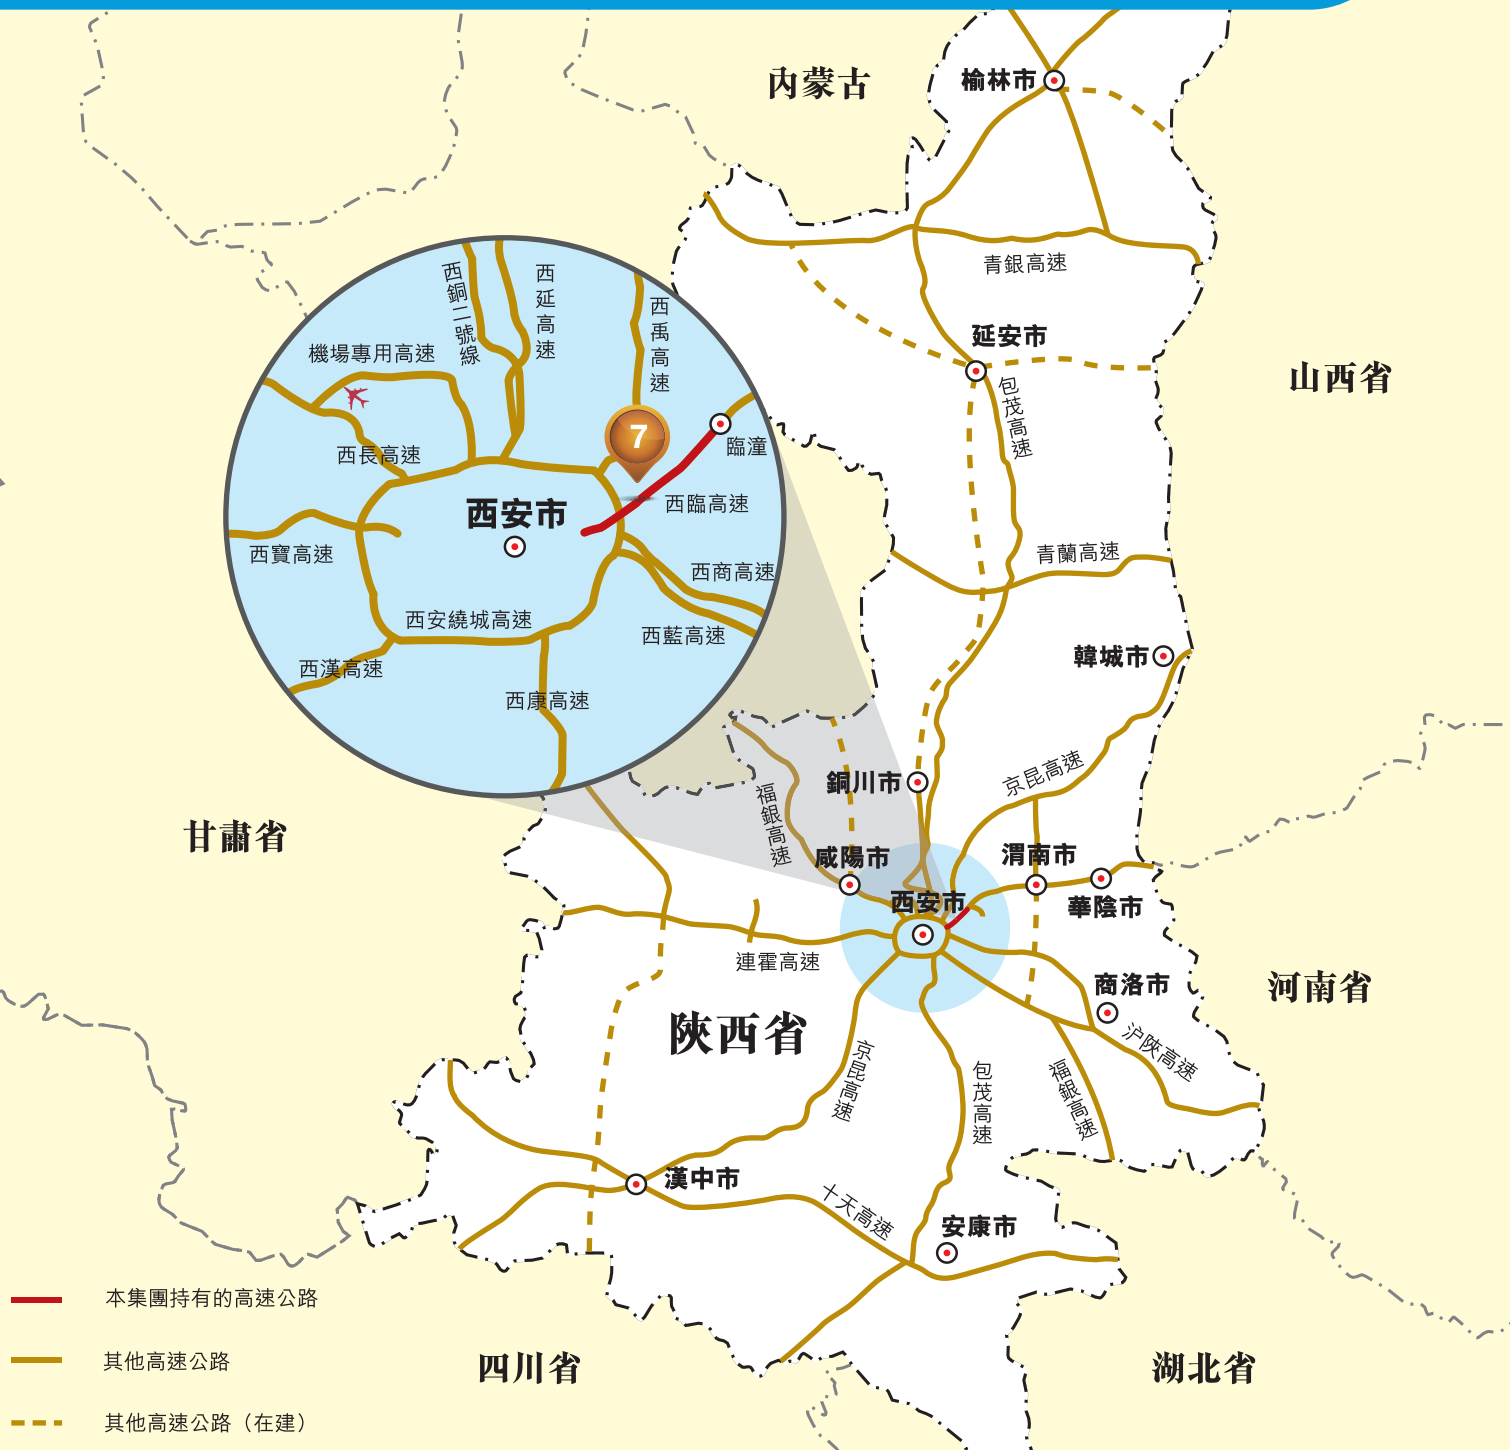 內蒙古
榆林市
青銀高速
西銅二號線
西延高速
西禹高速
延安市
機場專用高速
山西省
包茂高速
7
臨潼
西長高速
西臨高速
西安市
西寶高速
青蘭高速
西商高速
西安繞城高速
西藍高速
韓城市
西漢高速
西康高速
京昆高速
銅川市
福銀高速
甘肅省
咸陽市
渭南市
西安市
華陰市
連霍高速
商洛市
河南省
陝西省
滬陝高速
京昆高速
包茂高速
福銀高速
漢中市
十天高速
安康市
本集團持有的高速公路
其他高速公路
四川省
湖北省
其他高速公路（在建）